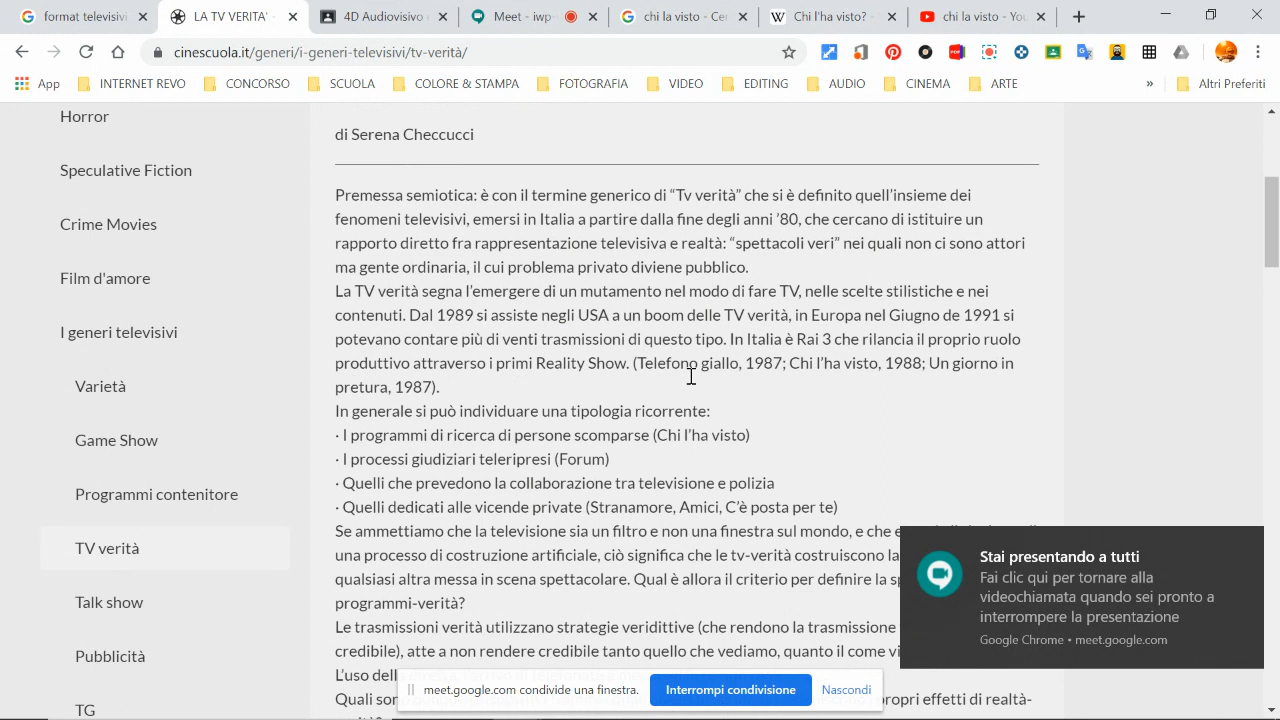 format televisivi
LA TV VERITA' -
4D Audiovisivo
Meet - iwp-
chi la visto - Cer
Chi l'ha visto? -
chi la visto - You
cinescuola.it/generi/i-generi-televisivi/tv-verità/
App
INTERNET REVO
CONCORSO
SCUOLA
COLORI & STAMPA
FOTOGRAFIA
VIDEO
EDITING
AUDIO
CINEMA
ARTE
»
Altri Preferiti
Horror
Speculative Fiction
Crime Movies
Film d'amore
I generi televisivi
Varietà
Game Show
Programmi contenitore
TV verità
Talk show
Pubblicità
TG
di Serena Checcucci
Premessa semiotica: è con il termine generico di “Tv verità” che si è definito quell’insieme dei
fenomeni televisivi, emersi in Italia a partire dalla fine degli anni ’80, che cercano di istituire un
rapporto diretto fra rappresentazione televisiva e realtà: “spettacoli veri” nei quali non ci sono attori
ma gente ordinaria, il cui problema privato diviene pubblico.
La TV verità segna l’emergere di un mutamento nel modo di fare TV, nelle scelte stilistiche e nei
contenuti. Dal 1989 si assiste negli USA a un boom delle TV verità, in Europa nel Giugno de 1991 si
potevano contare più di venti trasmissioni di questo tipo. In Italia è Rai 3 che rilancia il proprio ruolo
produttivo attraverso i primi Reality Show. (Telefono giallo, 1987; Chi l’ha visto, 1988; Un giorno in
pretura, 1987).
In generale si può individuare una tipologia ricorrente:
· I programmi di ricerca di persone scomparse (Chi l’ha visto)
· I processi giudiziari teleripresi (Forum)
· Quelli che prevedono la collaborazione tra televisione e polizia
· Quelli dedicati alle vicende private (Stranamore, Amici, C’è posta per te)
Se ammettiamo che la televisione sia un filtro e non una finestra sul mondo, e che
una processo di costruzione artificiale, ciò significa che le tv-verità costruiscono la
qualsiasi altra messa in scena spettacolare. Qual è allora il criterio per definire la
programmi-verità?
Le trasmissioni verità utilizzano strategie veridittive (che rendono la trasmissione
credibile), atte a non rendere credibile tanto quello che vediamo, quanto il come
L’uso
Quali
propri effetti di realtà-
Stai presentando a tutti
Fai clic qui per tornare alla
videochiamata quando sei pronto a
interrompere la presentazione
Google Chrome • meet.google.com
meet.google.com condivide una finestra.
Interrompi condivisione
Nascondi